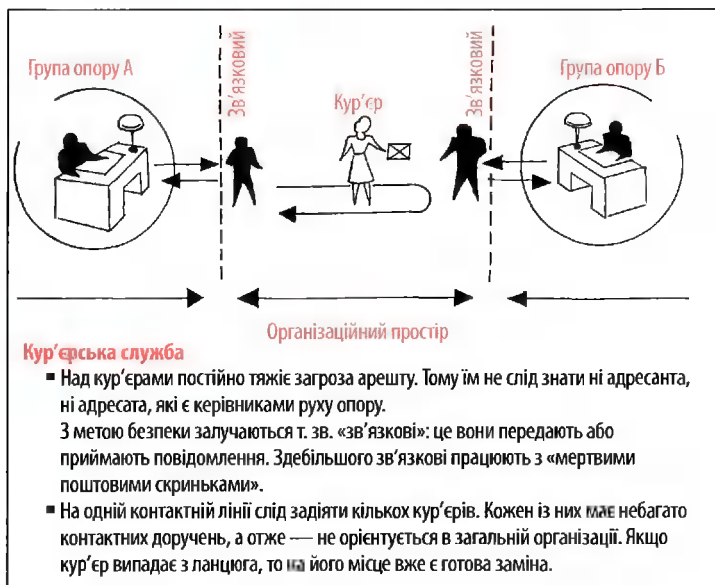 Група опору А
Зв'язковий
Кур'єр
Зв'язковий
Група опору Б
Організаційний простір
Кур'єрська служба
▪ Над кур'єрами постійно тяжіє загроза арешту. Тому їм не слід знати ні адресанта,
ні адресата, які є керівниками руху опору.
З метою безпеки залучаються т. зв. «зв'язкові»: це вони передають або
приймають повідомлення. Здебільшого зв'язкові працюють з «мертвими
поштовими скриньками».
▪ На одній контактній лінії слід задіяти кількох кур'єрів. Кожен із них має небагато
контактних доручень, а отже — не орієнтується в загальній організації. Якщо
кур'єр випадає з ланцюга, то на його місце вже є готова заміна.